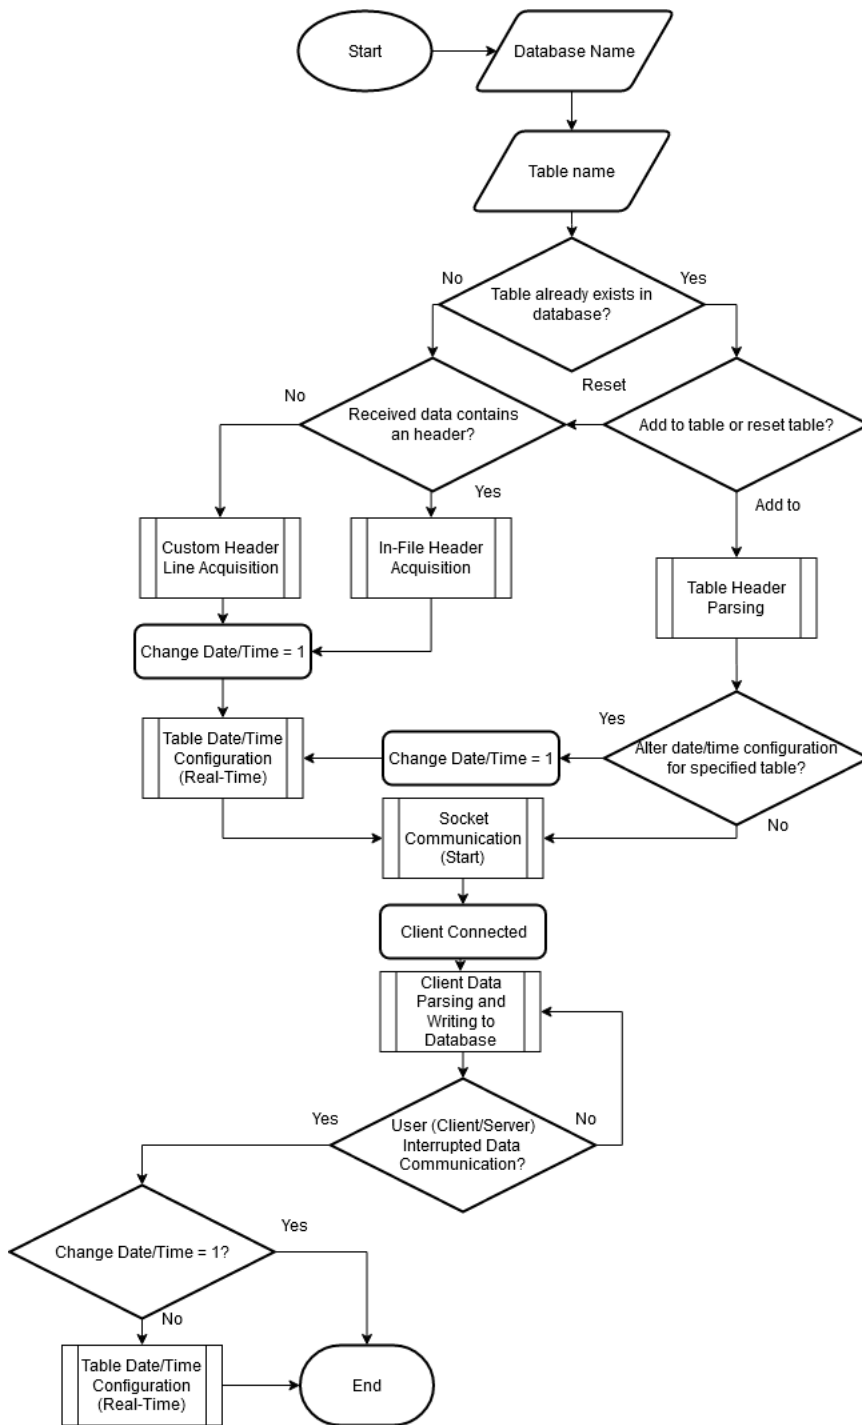 Start
Database Name
Table name
No
Yes
Table already exists in
database?
Reset
No
Received data contains
an header?
Add to table or reset table?
Yes
Add to
Custom Header
Line Acquisition
In-File Header
Acquisition
Table Header
Parsing
Change Date/Time = 1
Yes
Table Date/Time
Configuration
(Real-Time)
Change Date/Time = 1
Alter date/time configuration
for specified table?
No
Socket
Communication
(Start)
Client Connected
Client Data
Parsing and
Writing to
Database
Yes
User (Client/Server)
Interrupted Data
Communication?
No
Yes
Change Date/Time = 1?
No
Table Date/Time
Configuration
(Real-Time)
End